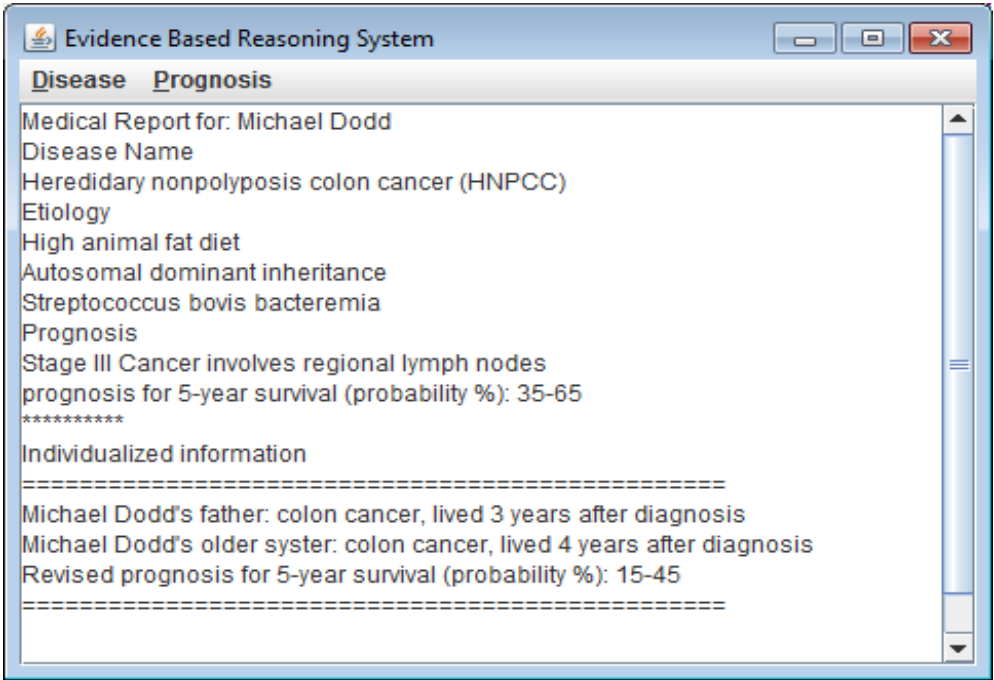 Evidence Based Reasoning System
Disease Prognosis
Medical Report for: Michael Dodd
Disease Name
Heredidary nonpolyposis colon cancer (HNPCC)
Etiology
High animal fat diet
Autosomal dominant inheritance
Streptococcus bovis bacteremia
Prognosis
Stage III Cancer involves regional lymph nodes
prognosis for 5-year survival (probability %): 35-65
**********
Individualized information
==================================================
Michael Dodd's father: colon cancer, lived 3 years after diagnosis
Michael Dodd's older syster: colon cancer, lived 4 years after diagnosis
Revised prognosis for 5-year survival (probability %): 15-45
==================================================